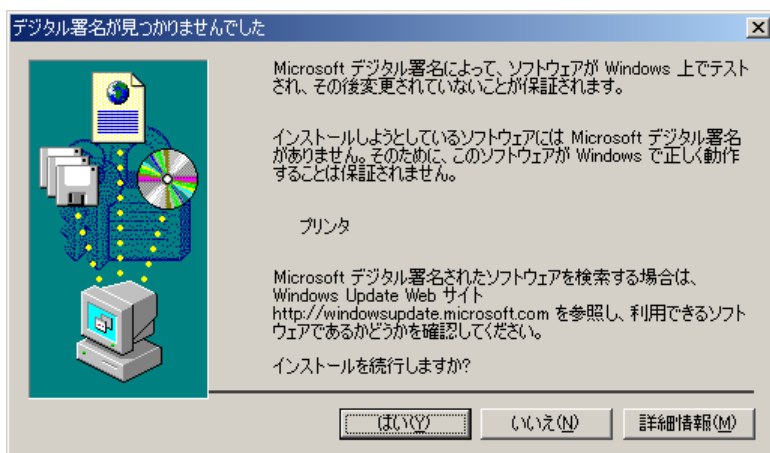 デジタル署名が見つかりませんでした
Microsoft デジタル署名によって、ソフトウェアが Windows 上でテスト
され、その後変更されていないことが保証されます。
インストールしようとしているソフトウェアには Microsoft デジタル署名
がありません。そのために、このソフトウェアが Windows で正しく動作
することは保証されません。
プリンタ
Microsoft デジタル署名されたソフトウェアを検索する場合は、
Windows Update Web サイト
http://windowsupdate.microsoft.com を参照し、利用できるソフト
ウェアであるかどうかを確認してください。
インストールを続行しますか?
はい(Y) いいえ(N) 詳細情報(M)